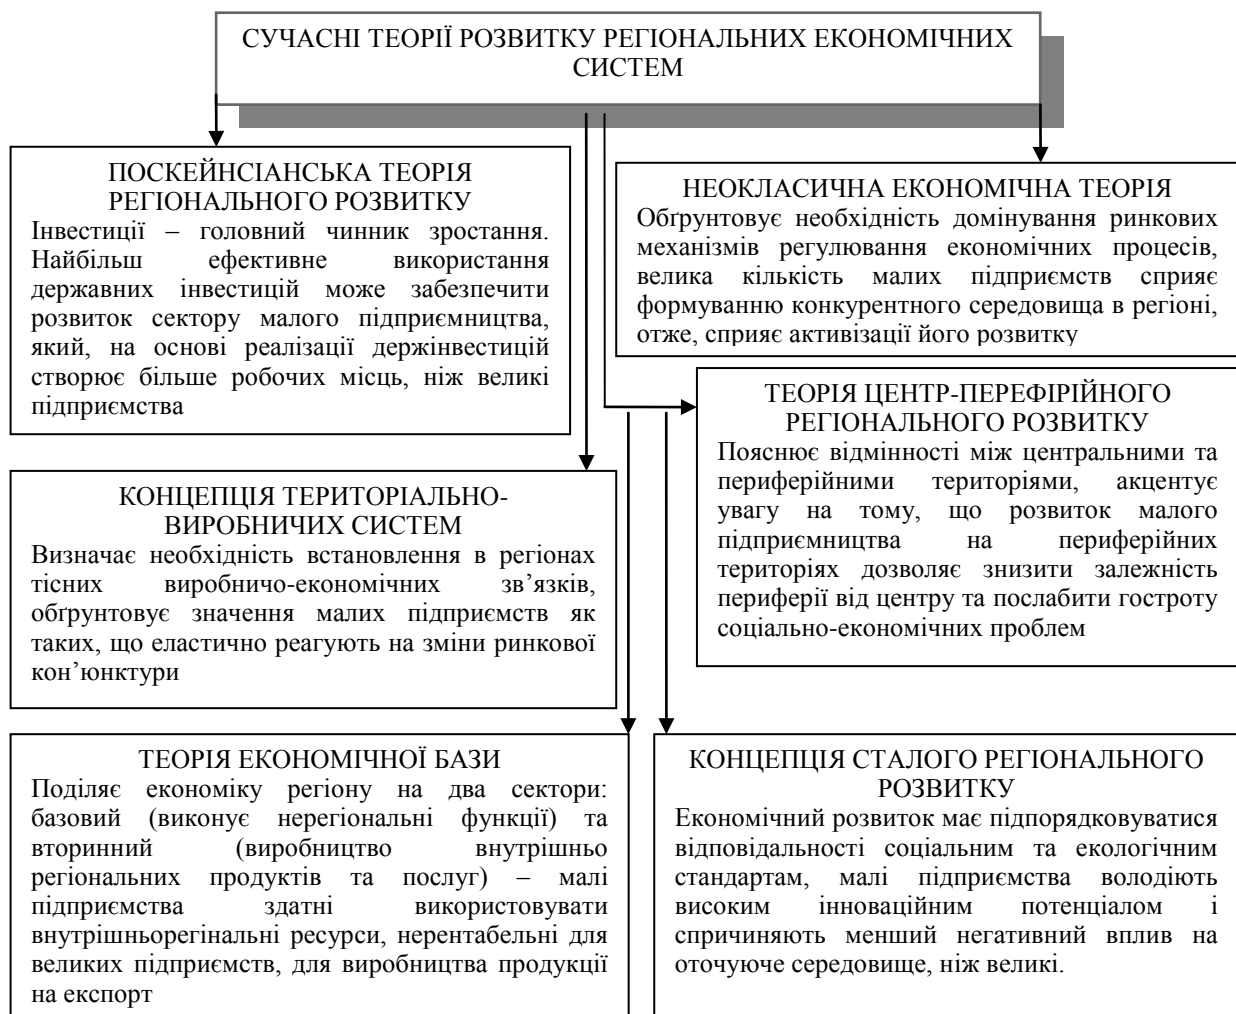 СУЧАСНІ ТЕОРІЇ РОЗВИТКУ РЕГІОНАЛЬНИХ ЕКОНОМІЧНИХ
СИСТЕМ
ПОСКЕЙНСІАНСЬКА ТЕОРІЯ
РЕГІОНАЛЬНОГО РОЗВИТКУ
Інвестиції – головний чинник зростання.
Найбільш ефективне використання
державних інвестицій може забезпечити
розвиток сектору малого підприємництва,
який, на основі реалізації держінвестицій
створює більше робочих місць, ніж великі
підприємства
НЕОКЛАСИЧНА ЕКОНОМІЧНА ТЕОРІЯ
Обґрунтовує необхідність домінування ринкових
механізмів регулювання економічних процесів,
велика кількість малих підприємств сприяє
формуванню конкурентного середовища в регіоні,
отже, сприяє активізації його розвитку
ТЕОРІЯ ЦЕНТР-ПЕРЕФІРІЙНОГО
РЕГІОНАЛЬНОГО РОЗВИТКУ
Пояснює відмінності між центральними та
периферійними територіями, акцентує
увагу на тому, що розвиток малого
підприємництва на периферійних
територіях дозволяє знизити залежність
периферії від центру та послабити гостроту
соціально-економічних проблем
КОНЦЕПЦІЯ ТЕРИТОРІАЛЬНО-
ВИРОБНИЧИХ СИСТЕМ
Визначає необхідність встановлення в регіонах
тісних виробничо-економічних зв’язків,
обґрунтовує значення малих підприємств як
таких, що еластично реагують на зміни ринкової
кон’юнктури
ТЕОРІЯ ЕКОНОМІЧНОЇ БАЗИ
Поділяє економіку регіону на два сектори:
базовий (виконує нерегіональні функції) та
вторинний (виробництво внутрішньо
регіональних продуктів та послуг) – малі
підприємства здатні використовувати
внутрішньорегінальні ресурси, нерентабельні для
великих підприємств, для виробництва продукції
на експорт
КОНЦЕПЦІЯ СТАЛОГО РЕГІОНАЛЬНОГО
РОЗВИТКУ
Економічний розвиток має підпорядковуватися
відповідальності соціальним та екологічним
стандартам, малі підприємства володіють
високим інноваційним потенціалом і
спричиняють менший негативний вплив на
оточуюче середовище, ніж великі.